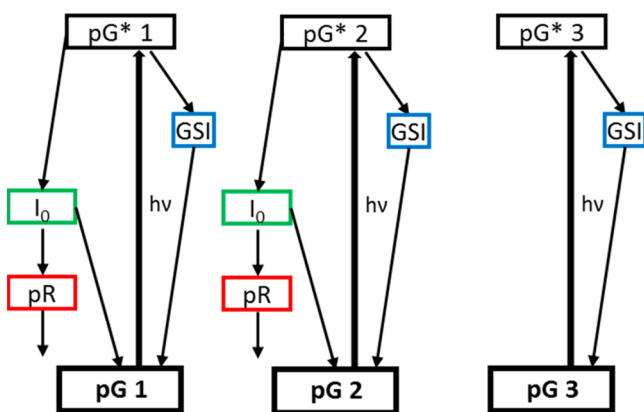 pG* 1
pG* 2
pG* 3
GSI
GSI
GSI
I₀
hν
I₀
hν
hν
pR
pR
pG 1
pG 2
pG 3